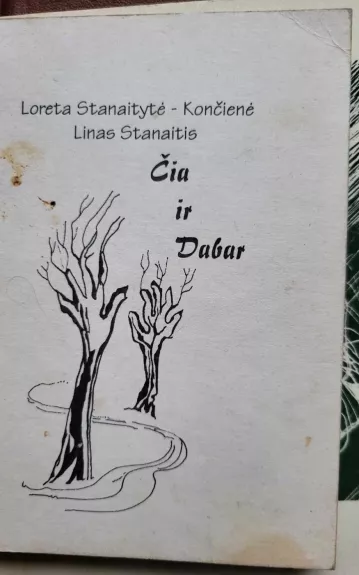 Loreta Stanaitytė - Končienė
Linas Stanaitis
Čia
ir
Dabar